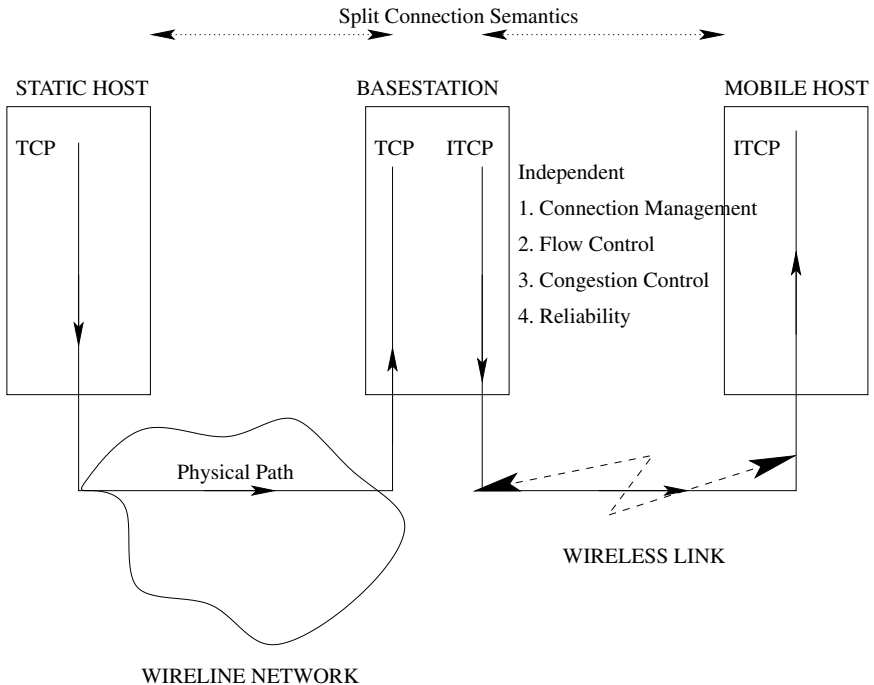 Split Connection Semantics
STATIC HOST
BASESTATION
MOBILE HOST
TCP
TCP
ITCP
ITCP
Independent
1. Connection Management
2. Flow Control
3. Congestion Control
4. Reliability
Physical Path
WIRELESS LINK
WIRELINE NETWORK